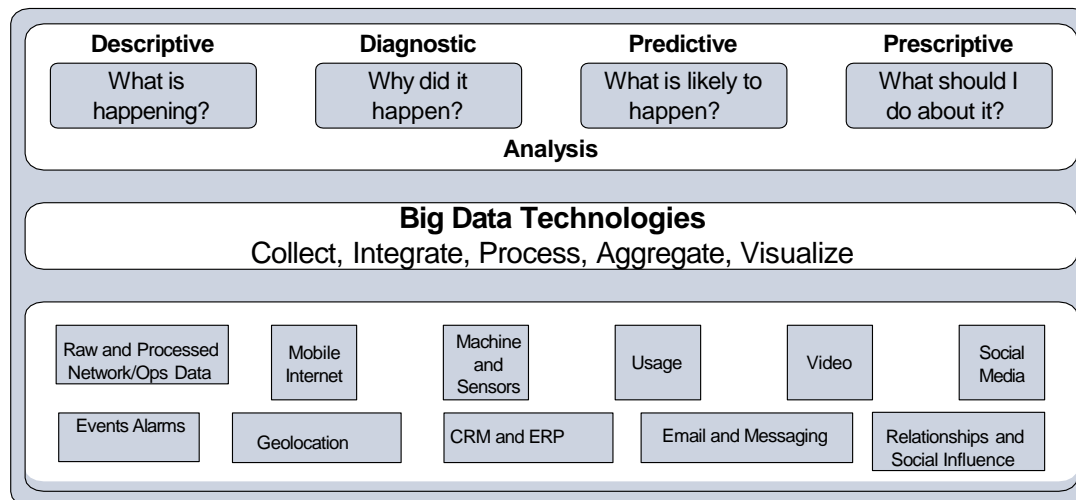 Descriptive
Diagnostic
Predictive
Prescriptive
What is
happening?
Why did it
happen?
What is likely to
happen?
What should I
do about it?
Analysis
Big Data Technologies
Collect, Integrate, Process, Aggregate, Visualize
Raw and Processed
Network/Ops Data
Mobile
Internet
Machine
and
Sensors
Usage
Video
Social
Media
Events Alarms
Geolocation
CRM and ERP
Email and Messaging
Relationships and
Social Influence